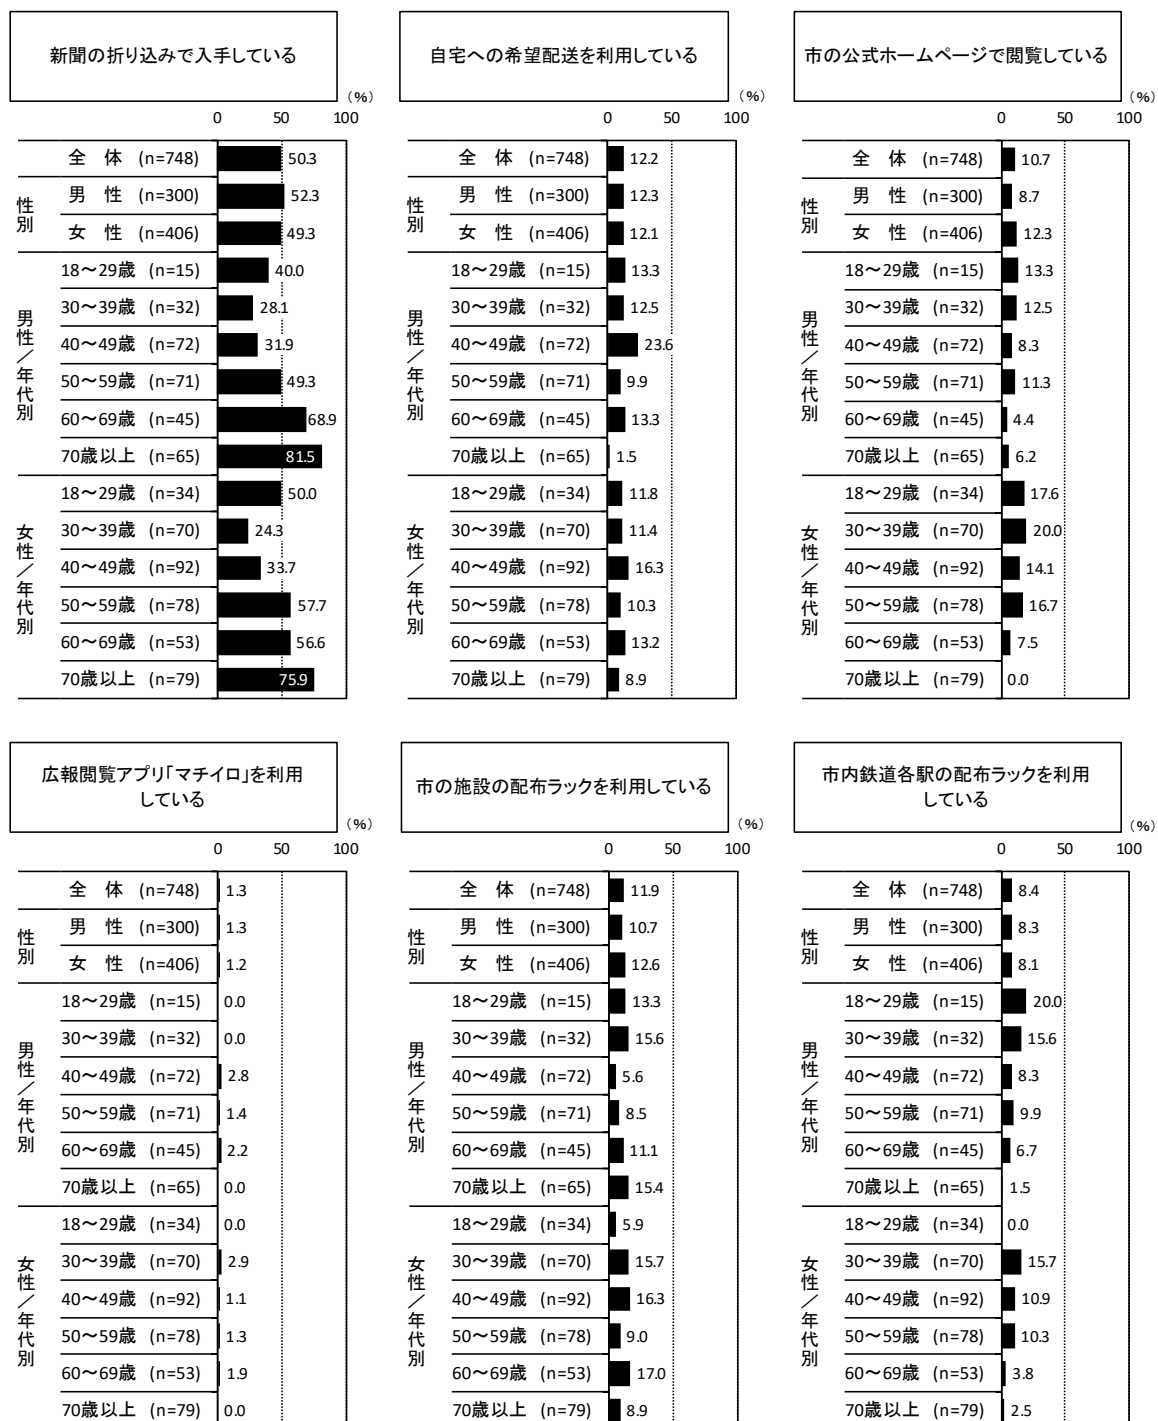 新聞の折り込みで入手している
(%)
0 50 100
全 体 (n=748) 50.3
性別
男 性 (n=300) 52.3
女 性 (n=406) 49.3
男性／年代別
18～29歳 (n=15) 40.0
30～39歳 (n=32) 28.1
40～49歳 (n=72) 31.9
50～59歳 (n=71) 49.3
60～69歳 (n=45) 68.9
70歳以上 (n=65) 81.5
女性／年代別
18～29歳 (n=34) 50.0
30～39歳 (n=70) 24.3
40～49歳 (n=92) 33.7
50～59歳 (n=78) 57.7
60～69歳 (n=53) 56.6
70歳以上 (n=79) 75.9
自宅への希望配送を利用している
(%)
0 50 100
全 体 (n=748) 12.2
性別
男 性 (n=300) 12.3
女 性 (n=406) 12.1
男性／年代別
18～29歳 (n=15) 13.3
30～39歳 (n=32) 12.5
40～49歳 (n=72) 23.6
50～59歳 (n=71) 9.9
60～69歳 (n=45) 13.3
70歳以上 (n=65) 1.5
女性／年代別
18～29歳 (n=34) 11.8
30～39歳 (n=70) 11.4
40～49歳 (n=92) 16.3
50～59歳 (n=78) 10.3
60～69歳 (n=53) 13.2
70歳以上 (n=79) 8.9
市の公式ホームページで閲覧している
(%)
0 50 100
全 体 (n=748) 10.7
性別
男 性 (n=300) 8.7
女 性 (n=406) 12.3
男性／年代別
18～29歳 (n=15) 13.3
30～39歳 (n=32) 12.5
40～49歳 (n=72) 8.3
50～59歳 (n=71) 11.3
60～69歳 (n=45) 4.4
70歳以上 (n=65) 6.2
女性／年代別
18～29歳 (n=34) 17.6
30～39歳 (n=70) 20.0
40～49歳 (n=92) 14.1
50～59歳 (n=78) 16.7
60～69歳 (n=53) 7.5
70歳以上 (n=79) 0.0
広報閲覧アプリ「マチイロ」を利用
している
(%)
0 50 100
全 体 (n=748) 1.3
性別
男 性 (n=300) 1.3
女 性 (n=406) 1.2
男性／年代別
18～29歳 (n=15) 0.0
30～39歳 (n=32) 0.0
40～49歳 (n=72) 2.8
50～59歳 (n=71) 1.4
60～69歳 (n=45) 2.2
70歳以上 (n=65) 0.0
女性／年代別
18～29歳 (n=34) 0.0
30～39歳 (n=70) 2.9
40～49歳 (n=92) 1.1
50～59歳 (n=78) 1.3
60～69歳 (n=53) 1.9
70歳以上 (n=79) 0.0
市の施設の配布ラックを利用している
(%)
0 50 100
全 体 (n=748) 11.9
性別
男 性 (n=300) 10.7
女 性 (n=406) 12.6
男性／年代別
18～29歳 (n=15) 13.3
30～39歳 (n=32) 15.6
40～49歳 (n=72) 5.6
50～59歳 (n=71) 8.5
60～69歳 (n=45) 11.1
70歳以上 (n=65) 15.4
女性／年代別
18～29歳 (n=34) 5.9
30～39歳 (n=70) 15.7
40～49歳 (n=92) 16.3
50～59歳 (n=78) 9.0
60～69歳 (n=53) 17.0
70歳以上 (n=79) 8.9
市内鉄道各駅の配布ラックを利用
している
(%)
0 50 100
全 体 (n=748) 8.4
性別
男 性 (n=300) 8.3
女 性 (n=406) 8.1
男性／年代別
18～29歳 (n=15) 20.0
30～39歳 (n=32) 15.6
40～49歳 (n=72) 8.3
50～59歳 (n=71) 9.9
60～69歳 (n=45) 6.7
70歳以上 (n=65) 1.5
女性／年代別
18～29歳 (n=34) 0.0
30～39歳 (n=70) 15.7
40～49歳 (n=92) 10.9
50～59歳 (n=78) 10.3
60～69歳 (n=53) 3.8
70歳以上 (n=79) 2.5